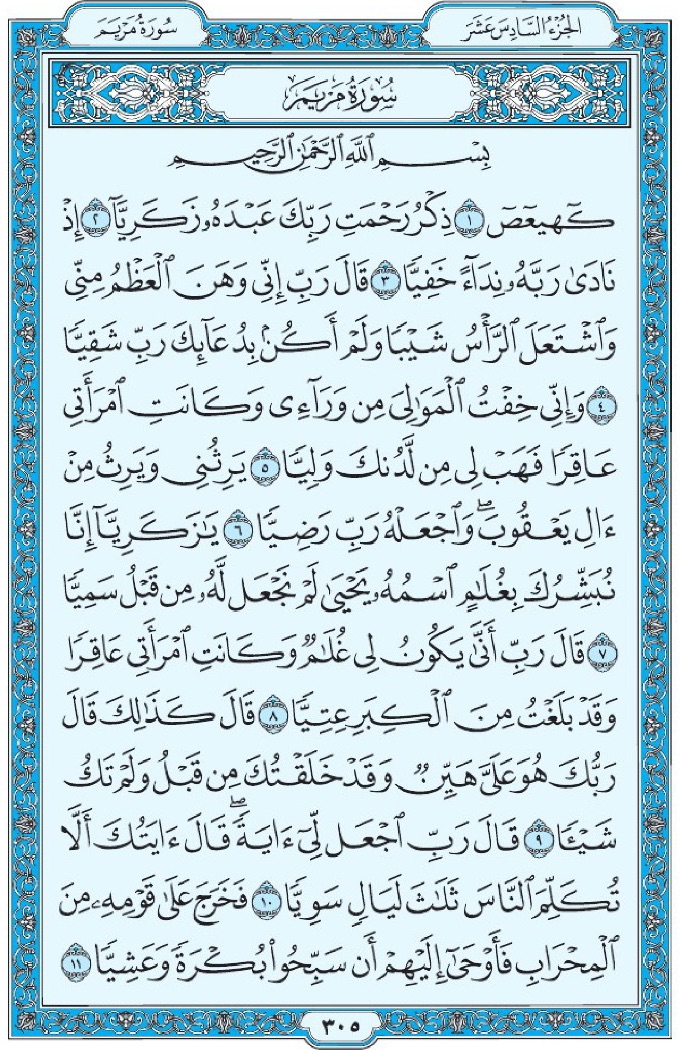 الجزء السادس عشر
سورة مريم
سُورَةُ مَرْيَمَ
بِسْمِ ٱللَّهِ ٱلرَّحْمَٰنِ ٱلرَّحِيمِ
كٓهيعٓصٓ ١ ذِكْرُ رَحْمَتِ رَبِّكَ عَبْدَهُۥ زَكَرِيَّآ ٢ إِذْ
نَادَىٰ رَبَّهُۥ نِدَآءً خَفِيًّا ٣ قَالَ رَبِّ إِنِّى وَهَنَ ٱلْعَظْمُ مِنِّى
وَٱشْتَعَلَ ٱلرَّأْسُ شَيْبًا وَلَمْ أَكُنۢ بِدُعَآئِكَ رَبِّ شَقِيًّا
٤ وَإِنِّى خِفْتُ ٱلْمَوَٰلِىَ مِن وَرَآءِى وَكَانَتِ ٱمْرَأَتِى
عَاقِرًا فَهَبْ لِى مِن لَّدُنكَ وَلِيًّا ٥ يَرِثُنِى وَيَرِثُ مِنْ
ءَالِ يَعْقُوبَ ۖ وَٱجْعَلْهُ رَبِّ رَضِيًّا ٦ يَٰزَكَرِيَّآ إِنَّا
نُبَشِّرُكَ بِغُلَٰمٍ ٱسْمُهُۥ يَحْيَىٰ لَمْ نَجْعَل لَّهُۥ مِن قَبْلُ سَمِيًّا
٧ قَالَ رَبِّ أَنَّىٰ يَكُونُ لِى غُلَٰمٌ وَكَانَتِ ٱمْرَأَتِى عَاقِرًا
وَقَدْ بَلَغْتُ مِنَ ٱلْكِبَرِ عِتِيًّا ٨ قَالَ كَذَٰلِكَ قَالَ
رَبُّكَ هُوَ عَلَىَّ هَيِّنٌ وَقَدْ خَلَقْتُكَ مِن قَبْلُ وَلَمْ تَكُ
شَيْـًٔا ٩ قَالَ رَبِّ ٱجْعَل لِّىٓ ءَايَةً ۖ قَالَ ءَايَتُكَ أَلَّا
تُكَلِّمَ ٱلنَّاسَ ثَلَٰثَ لَيَالٍ سَوِيًّا ١٠ فَخَرَجَ عَلَىٰ قَوْمِهِۦ مِنَ
ٱلْمِحْرَابِ فَأَوْحَىٰٓ إِلَيْهِمْ أَن سَبِّحُوا۟ بُكْرَةً وَعَشِيًّا ١١
٣٠٥